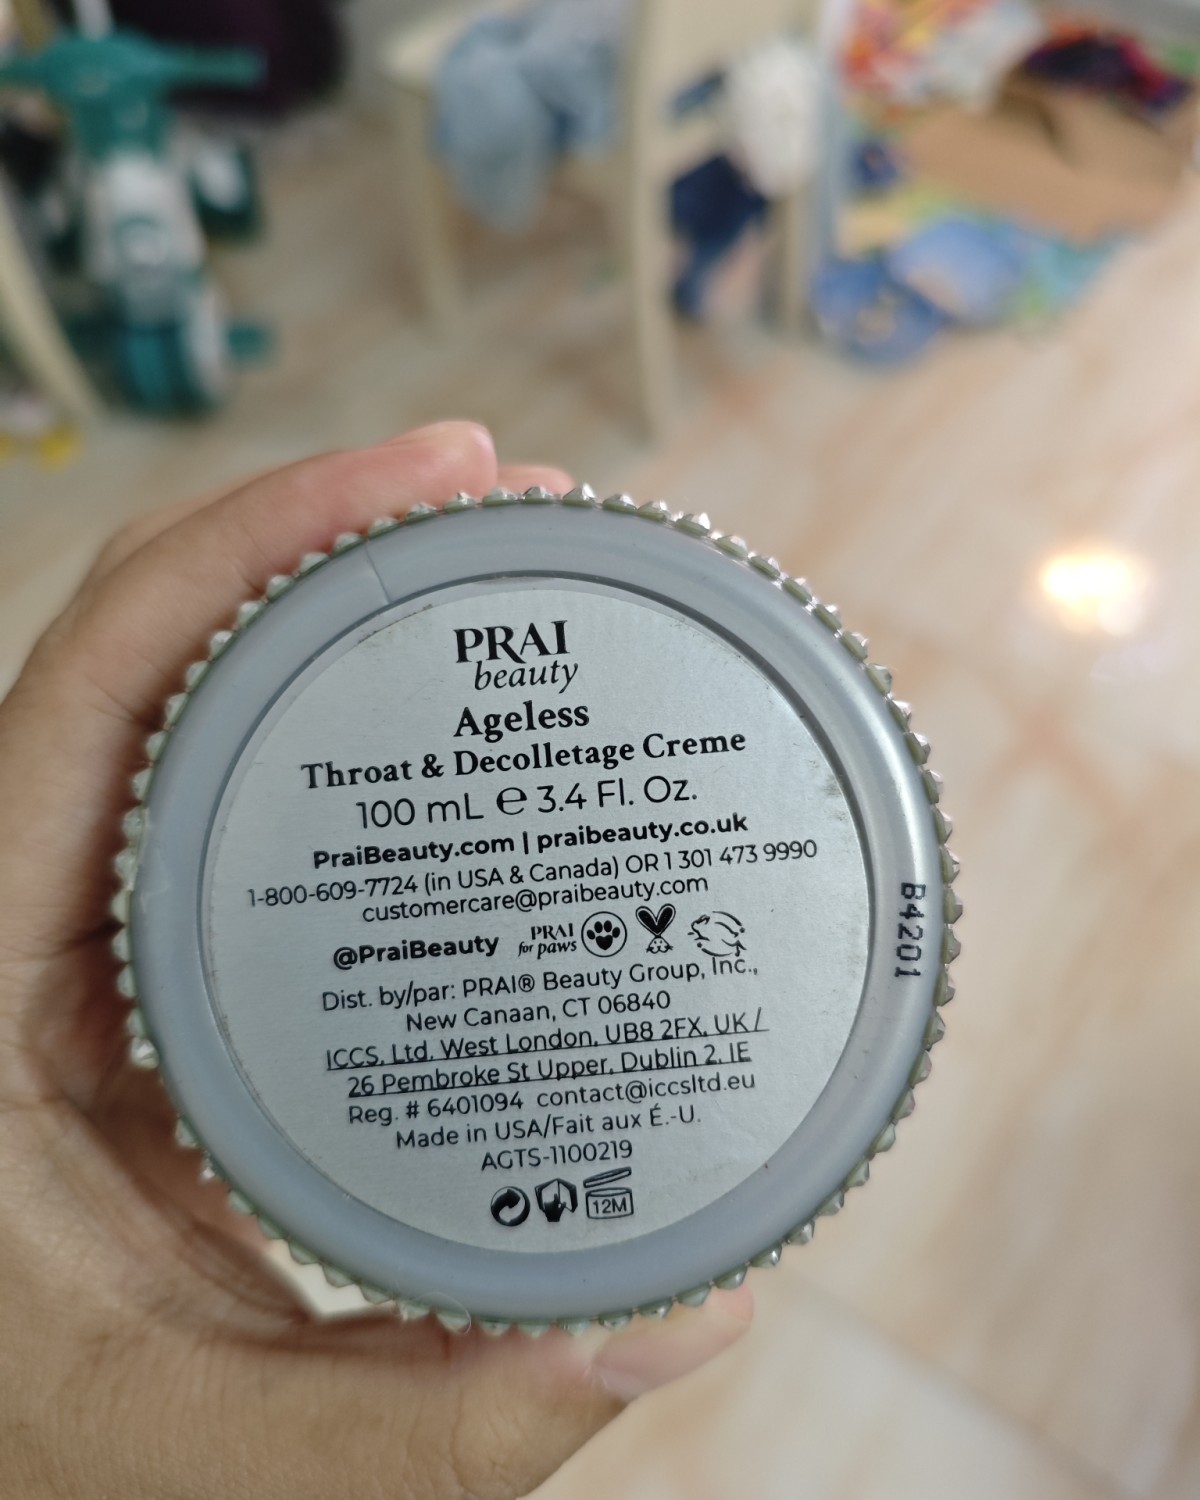 PRAI
beauty
Ageless
Throat & Decolletage Creme
100 mL ℮ 3.4 Fl. Oz.
PraiBeauty.com | praibeauty.co.uk
1-800-609-7724 (in USA & Canada) OR 1 301 473 9990
customercare@praibeauty.com
@PraiBeauty PRAI for paws
Dist. by/par: PRAI® Beauty Group, Inc.,
New Canaan, CT 06840
ICCS, Ltd. West London, UB8 2FX, UK /
26 Pembroke St Upper, Dublin 2, IE
Reg. # 6401094 contact@iccsltd.eu
Made in USA/Fait aux É.-U.
AGTS-1100219
12M
B4201